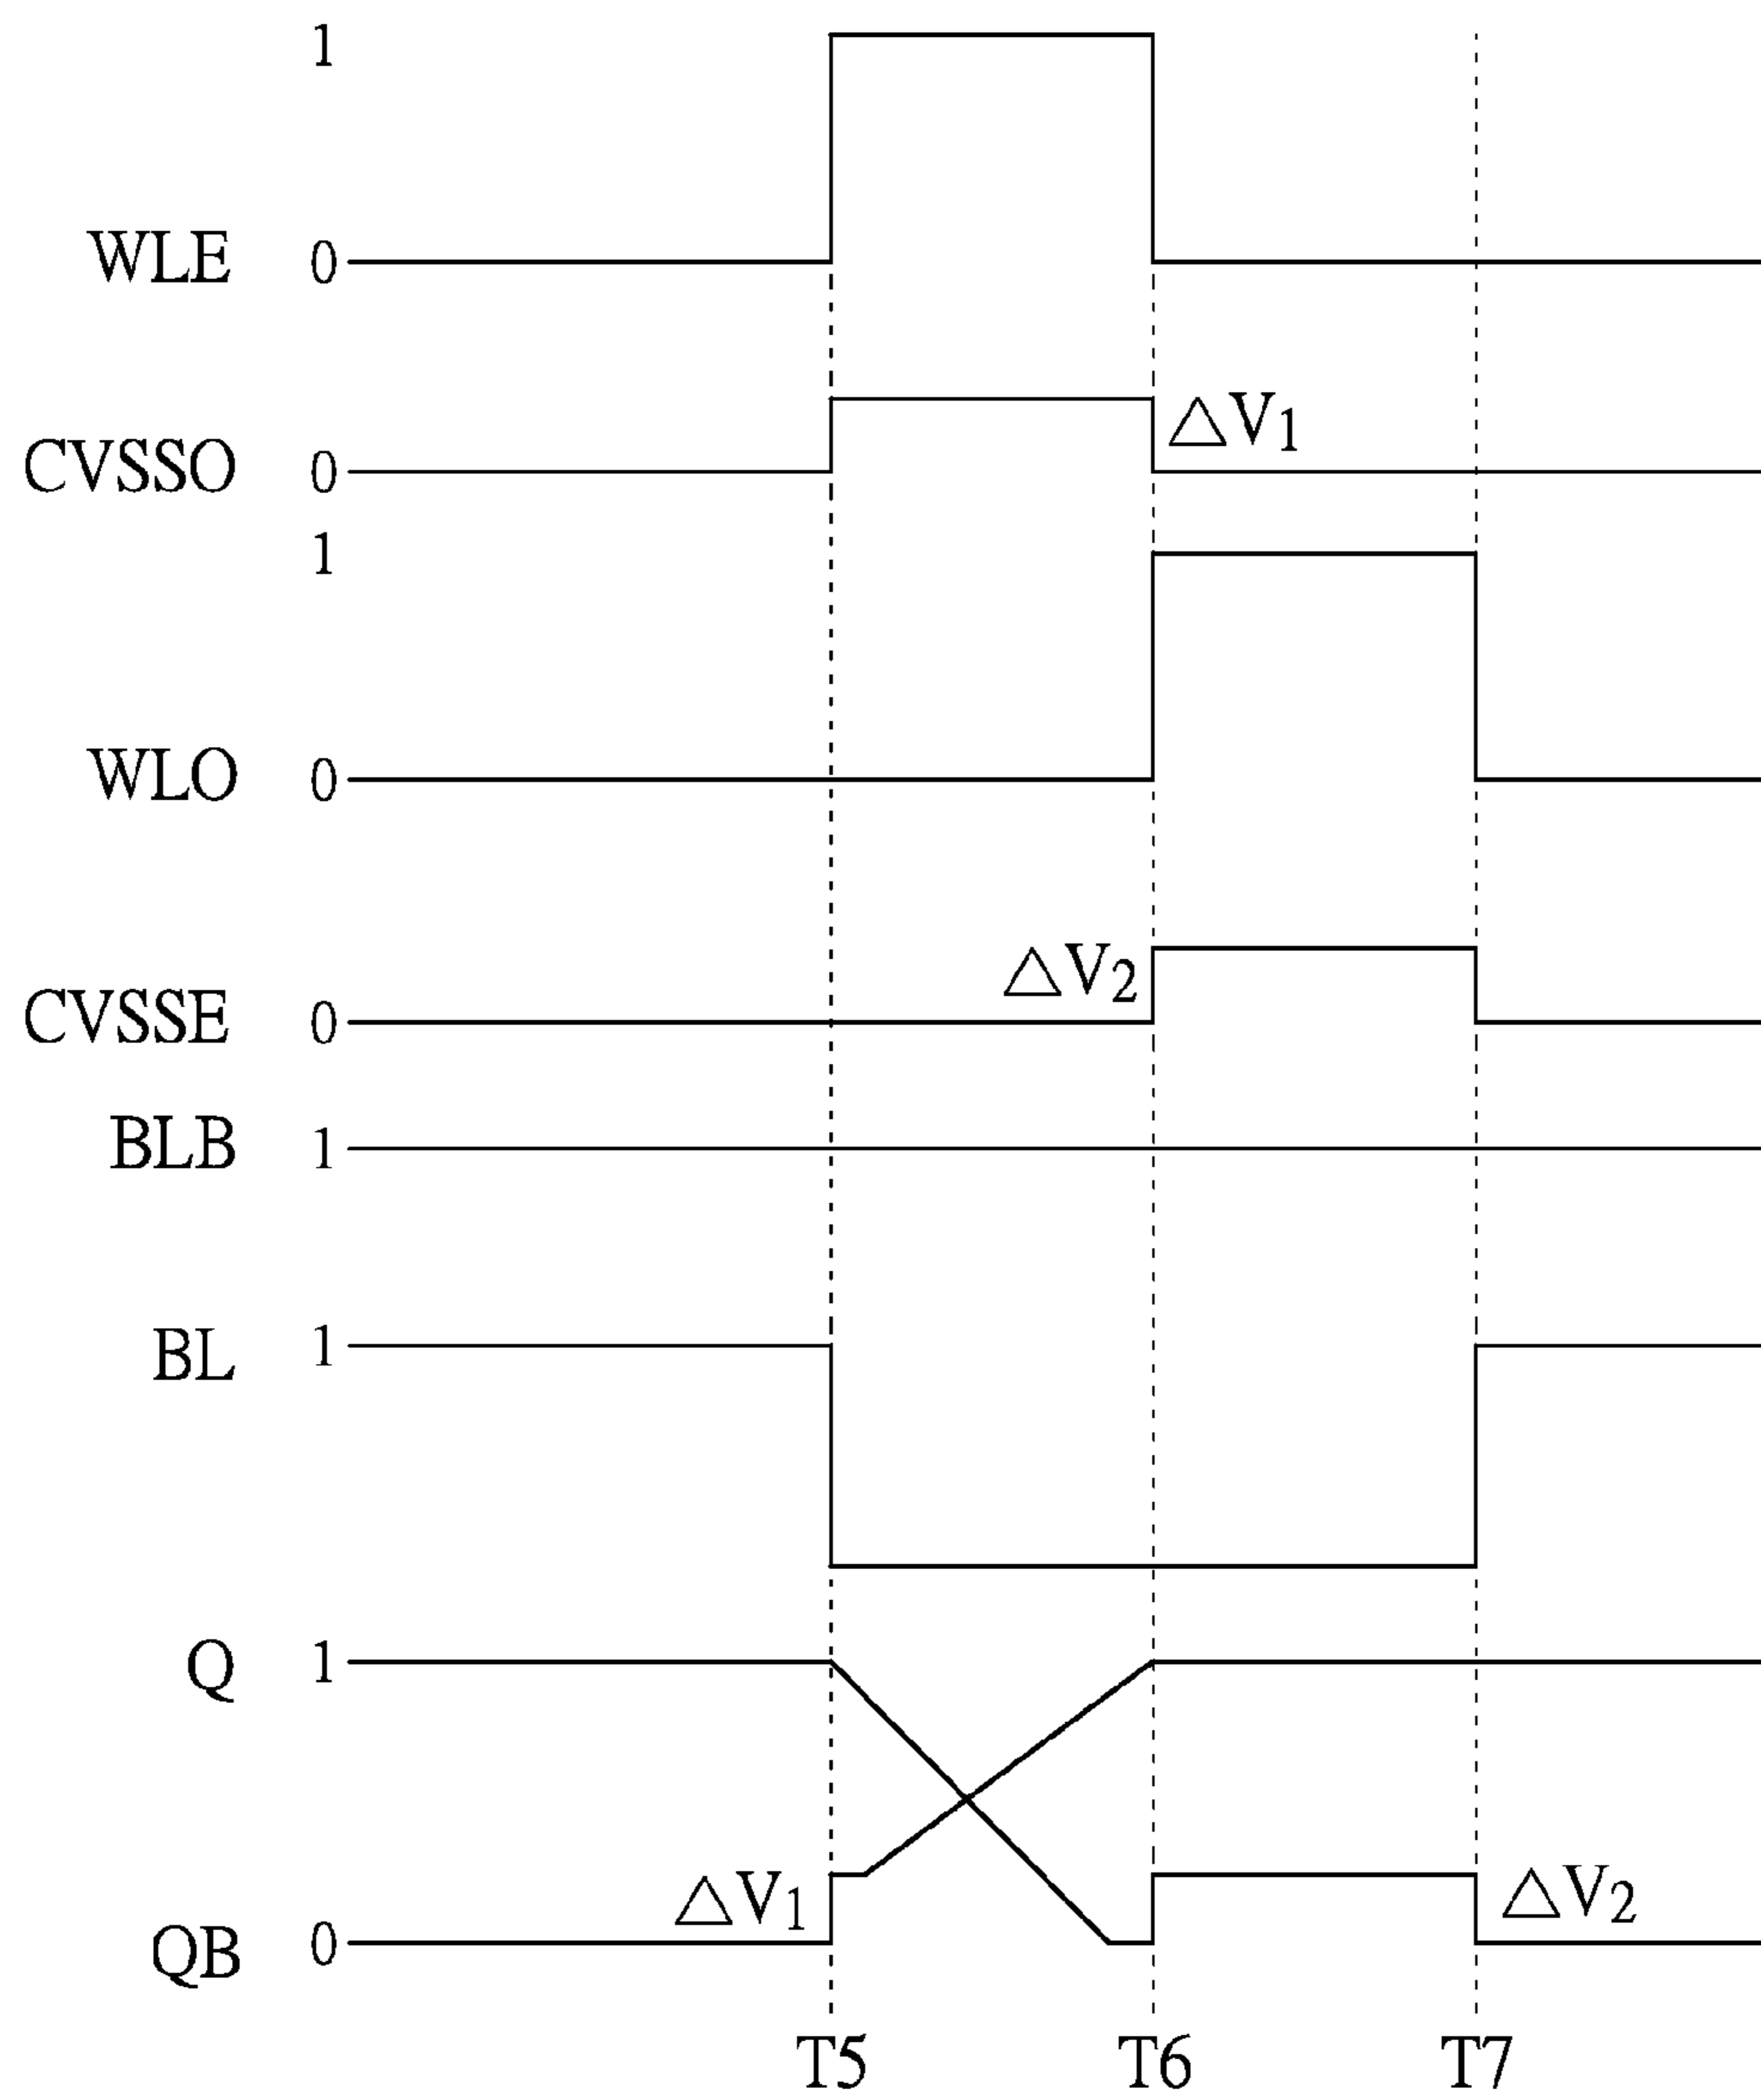 1
WLE 0
△V1
CVSSO 0
1
WLO 0
△V2
CVSSE 0
BLB 1
BL 1
Q 1
△V1 △V2
QB 0
T5 T6 T7